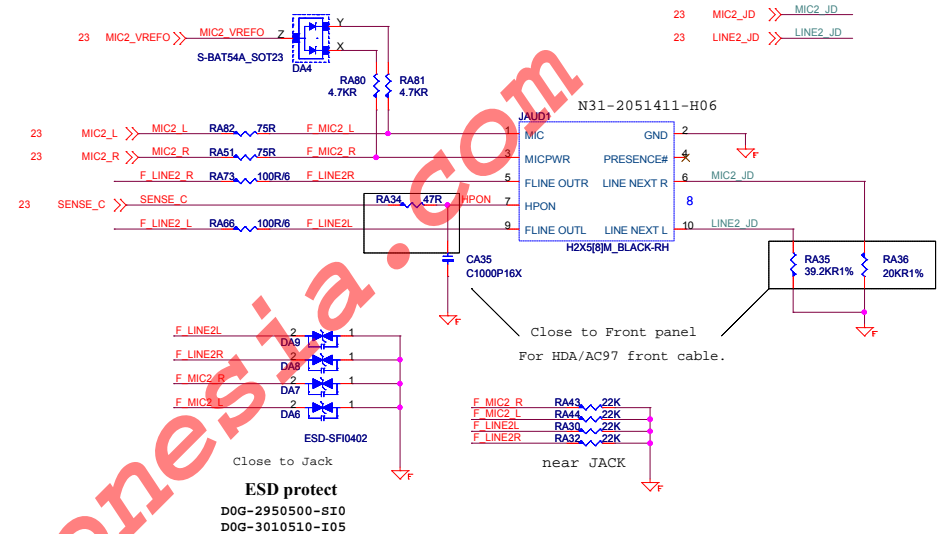 23 MIC2_VREFO MIC2_VREFO Z Y X
S-BAT54A_SOT23 DA4
23 MIC2_JD MIC2_JD
23 LINE2_JD LINE2_JD
RA80 4.7KR
RA81 4.7KR
N31-2051411-H06
JAUD1
23 MIC2_L MIC2_L RA82 75R F_MIC2_L 1 MIC GND 2 F
23 MIC2_R MIC2_R RA51 75R F_MIC2_R 3 MICPWR PRESENCE# 4
F_LINE2_R RA73 100R/6 F_LINE2R 5 FLINE OUTR LINE NEXT R 6 MIC2_JD
23 SENSE_C SENSE_C RA34 47R HPON 7 HPON 8
F_LINE2_L RA66 100R/6 F_LINE2L 9 FLINE OUTL LINE NEXT L 10 LINE2_JD
H2X5[8]M_BLACK-RH
CA35
C1000P16X
F
RA35
39.2KR1%
RA36
20KR1%
F
Close to Front panel
For HDA/AC97 front cable.
F_LINE2L 2 DA9 1
F_LINE2R 2 DA8 1
F_MIC2_R 2 DA7 1
F_MIC2_L 2 DA6 1
ESD-SFI0402
F
Close to Jack
ESD protect
D0G-2950500-SI0
D0G-3010510-I05
F_MIC2_R RA43 22K
F_MIC2_L RA44 22K
F_LINE2L RA30 22K
F_LINE2R RA32 22K
near JACK
F
onesia.com